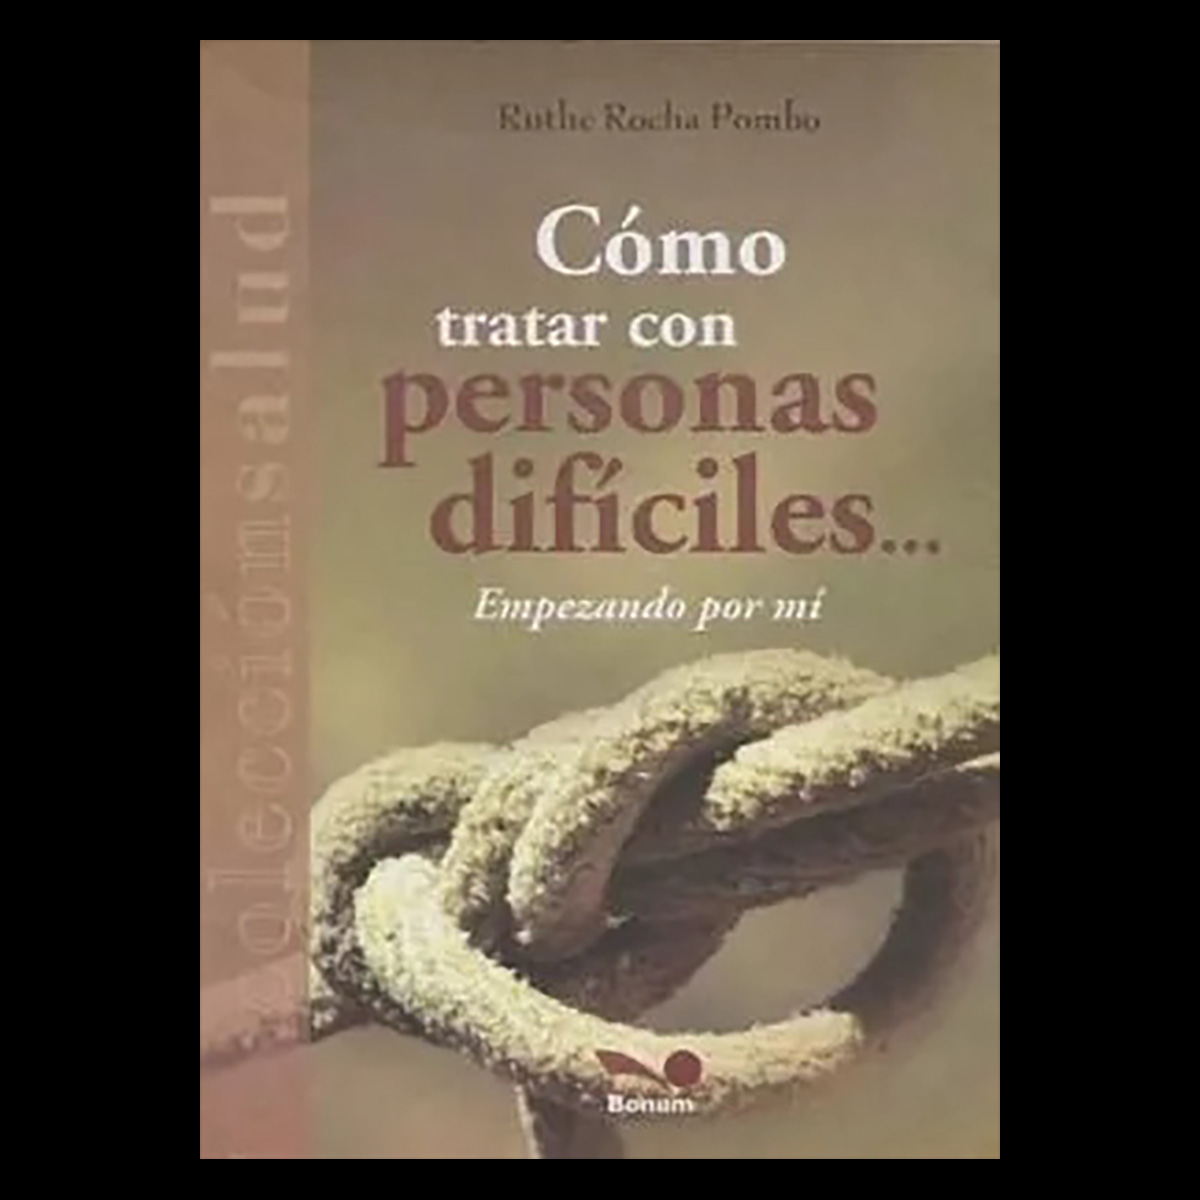 Ruthe Rocha Pombo
Cómo
tratar con
personas
difíciles...
Empezando por mí
colecciónsalud
Bonum